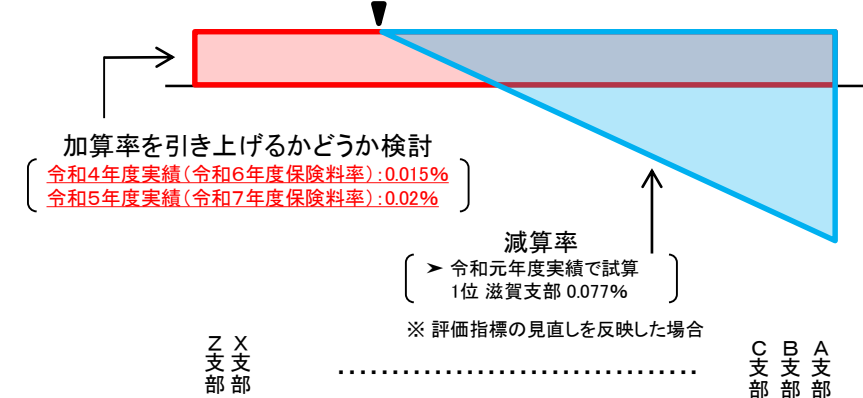 加算率を引き上げるかどうか検討
令和４年度実績（令和６年度保険料率）：0.015%
令和５年度実績（令和７年度保険料率）：0.02%
減算率
➤ 令和元年度実績で試算
1位 滋賀支部 0.077%
※ 評価指標の見直しを反映した場合
Ｚ支部
Ｘ支部
………………………………
Ｃ支部
Ｂ支部
Ａ支部